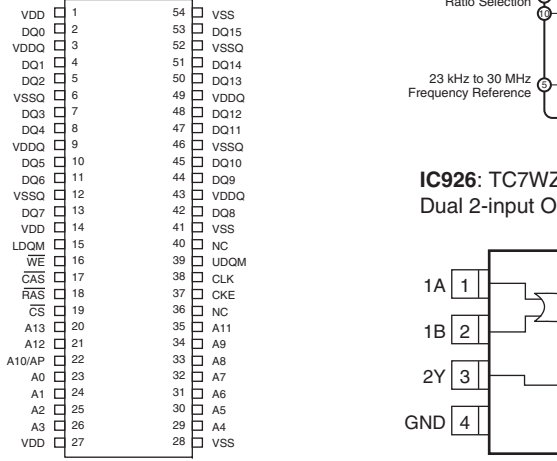 VDD 1 54 VSS
DQ0 2 53 DQ15
VDDQ 3 52 VSSQ
DQ1 4 51 DQ14
DQ2 5 50 DQ13
VSSQ 6 49 VDDQ
DQ3 7 48 DQ12
DQ4 8 47 DQ11
VDDQ 9 46 VSSQ
DQ5 10 45 DQ10
DQ6 11 44 DQ9
VSSQ 12 43 VDDQ
DQ7 13 42 DQ8
VDD 14 41 VSS
LDQM 15 40 NC
WE 16 39 UDQM
CAS 17 38 CLK
RAS 18 37 CKE
CS 19 36 NC
A13 20 35 A11
A12 21 34 A9
A10/AP 22 33 A8
A0 23 32 A7
A1 24 31 A6
A2 25 30 A5
A3 26 29 A4
VDD 27 28 VSS
Ratio Selection
10
23 kHz to 30 MHz
Frequency Reference 5
IC926: TC7WZ
Dual 2-input O
1A 1
1B 2
2Y 3
GND 4